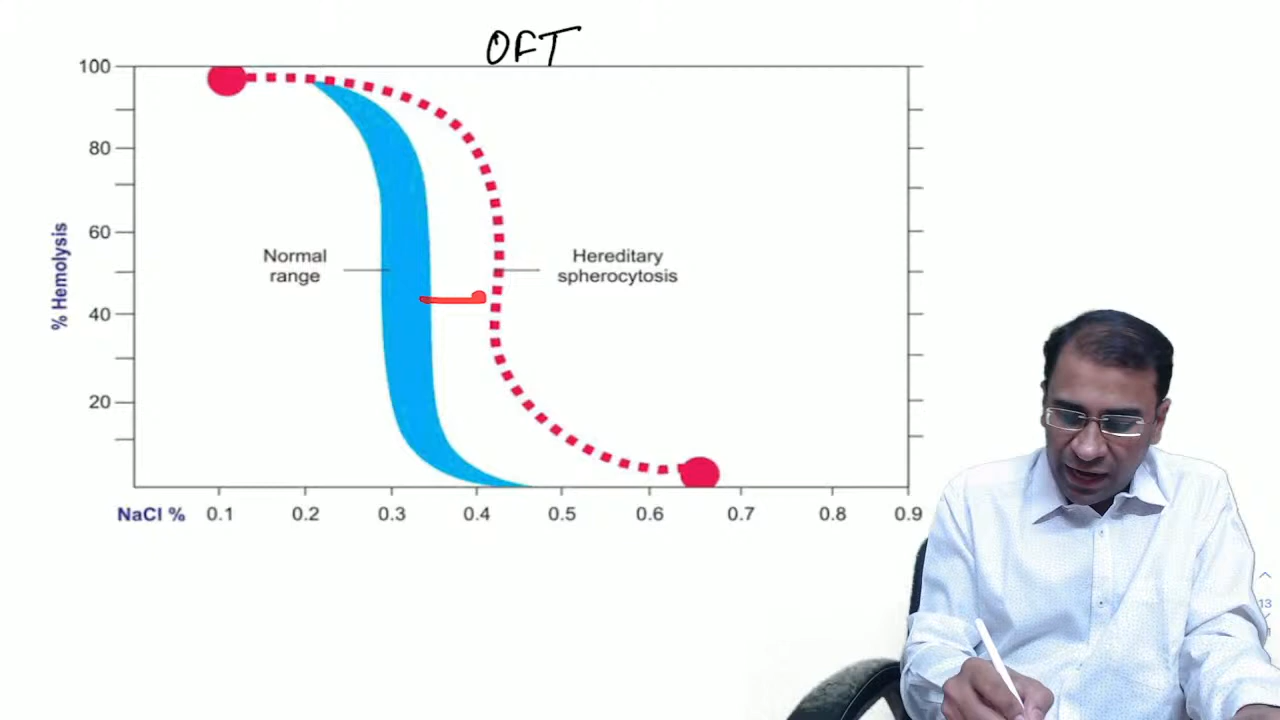 OFT
100
80
60
40
20
% Hemolysis
Normal
range
Hereditary
spherocytosis
NaCl % 0.1 0.2 0.3 0.4 0.5 0.6 0.7 0.8 0.9
13